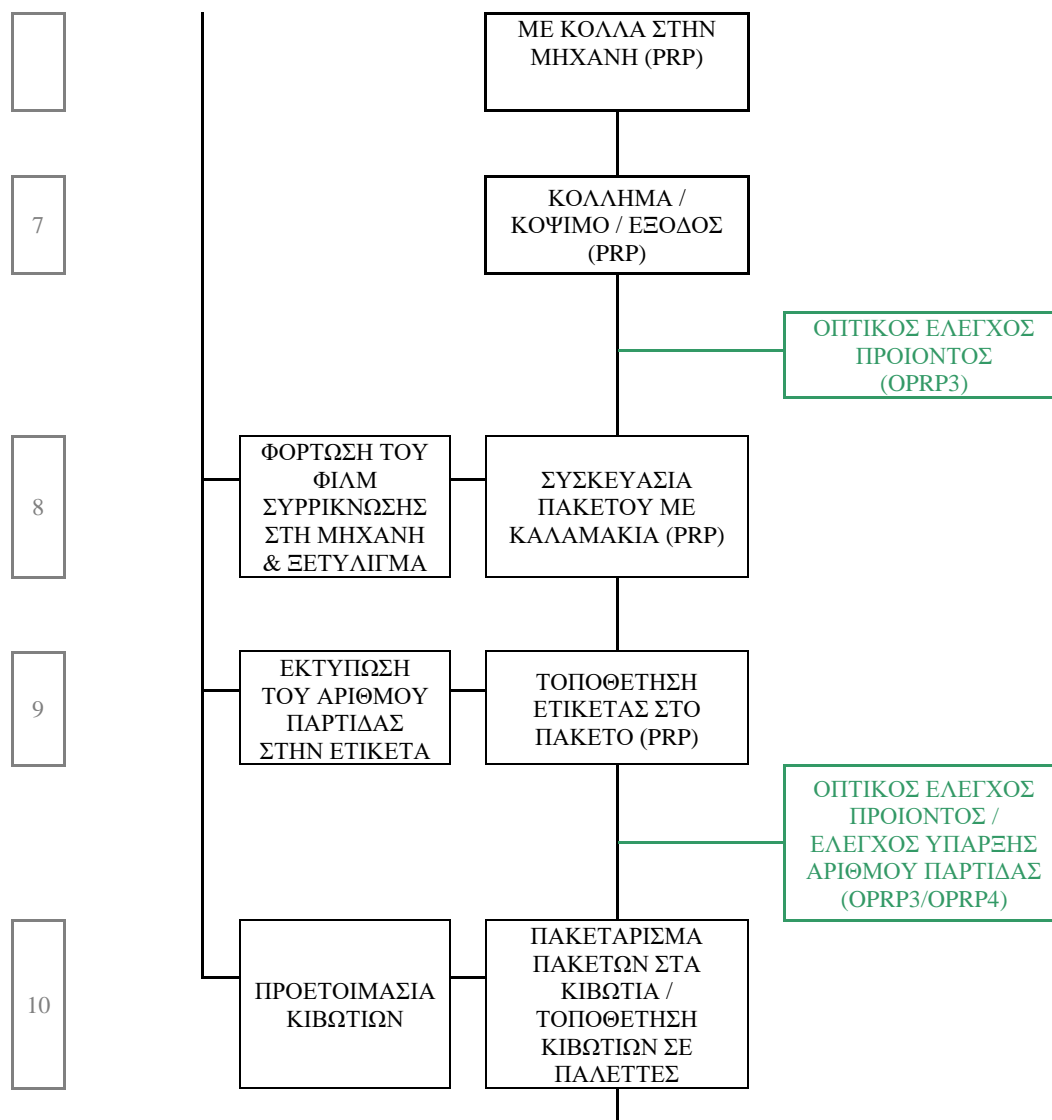 ΜΕ ΚΟΛΛΑ ΣΤΗΝ
ΜΗΧΑΝΗ (PRP)
7
ΚΟΛΛΗΜΑ /
ΚΟΨΙΜΟ / ΕΞΟΔΟΣ
(PRP)
ΟΠΤΙΚΟΣ ΕΛΕΓΧΟΣ
ΠΡΟΙΟΝΤΟΣ
(OPRP3)
8
ΦΟΡΤΩΣΗ ΤΟΥ
ΦΙΛΜ
ΣΥΡΡΙΚΝΩΣΗΣ
ΣΤΗ ΜΗΧΑΝΗ
& ΞΕΤΥΛΙΓΜΑ
ΣΥΣΚΕΥΑΣΙΑ
ΠΑΚΕΤΟΥ ΜΕ
ΚΑΛΑΜΑΚΙΑ (PRP)
9
ΕΚΤΥΠΩΣΗ
ΤΟΥ ΑΡΙΘΜΟΥ
ΠΑΡΤΙΔΑΣ
ΣΤΗΝ ΕΤΙΚΕΤΑ
ΤΟΠΟΘΕΤΗΣΗ
ΕΤΙΚΕΤΑΣ ΣΤΟ
ΠΑΚΕΤΟ (PRP)
ΟΠΤΙΚΟΣ ΕΛΕΓΧΟΣ
ΠΡΟΙΟΝΤΟΣ /
ΕΛΕΓΧΟΣ ΥΠΑΡΞΗΣ
ΑΡΙΘΜΟΥ ΠΑΡΤΙΔΑΣ
(OPRP3/OPRP4)
10
ΠΡΟΕΤΟΙΜΑΣΙΑ
ΚΙΒΩΤΙΩΝ
ΠΑΚΕΤΑΡΙΣΜΑ
ΠΑΚΕΤΩΝ ΣΤΑ
ΚΙΒΩΤΙΑ /
ΤΟΠΟΘΕΤΗΣΗ
ΚΙΒΩΤΙΩΝ ΣΕ
ΠΑΛΕΤΤΕΣ